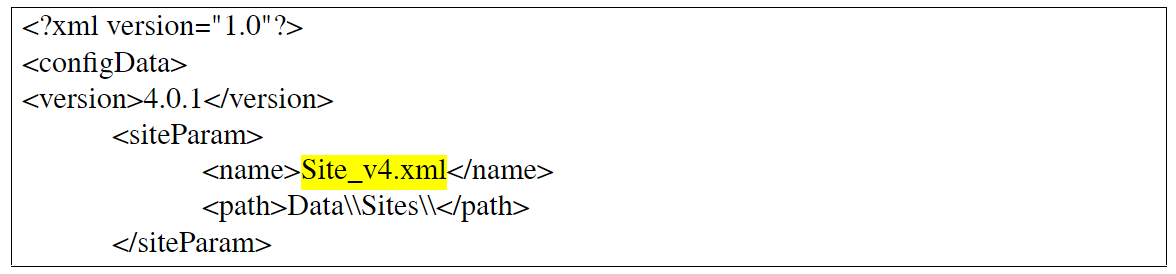 <?xml version="1.0"?>
<configData>
<version>4.0.1</version>
<siteParam>
<name>Site_v4.xml</name>
<path>Data\\Sites\\</path>
</siteParam>